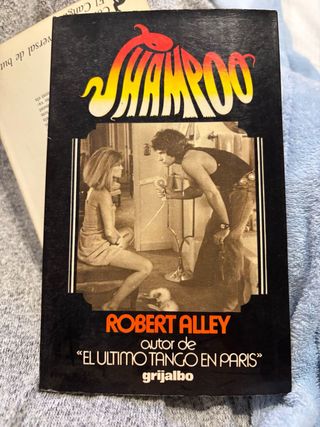 SHAMPOO
ROBERT ALLEY
autor de
«EL ULTIMO TANGO EN PARIS»
grijalbo